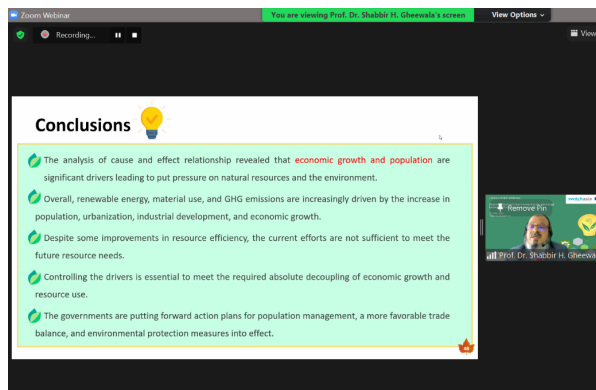 Zoom Webinar
You are viewing Prof. Dr. Shabbir H. Gheewala's screen
View Options
Recording...
View
Conclusions
The analysis of cause and effect relationship revealed that economic growth and population are
significant drivers leading to put pressure on natural resources and the environment.
Overall, renewable energy, material use, and GHG emissions are increasingly driven by the increase in
population, urbanization, industrial development, and economic growth.
Despite some improvements in resource efficiency, the current efforts are not sufficient to meet the
future resource needs.
Controlling the drivers is essential to meet the required absolute decoupling of economic growth and
resource use.
The governments are putting forward action plans for population management, a more favorable trade
balance, and environmental protection measures into effect.
Remove Pin
Prof. Dr. Shabbir H. Gheewa